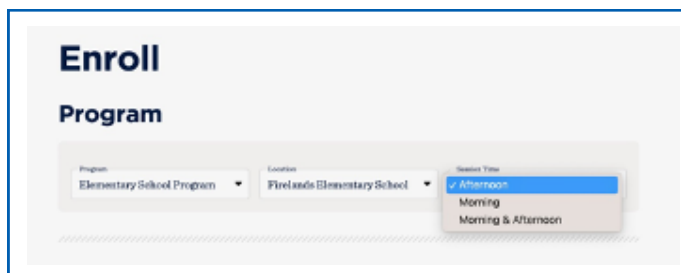 Enroll
Program
Program Location Session Time
Elementary School Program Firelands Elementary School ✓ Afternoon
Morning
Morning & Afternoon